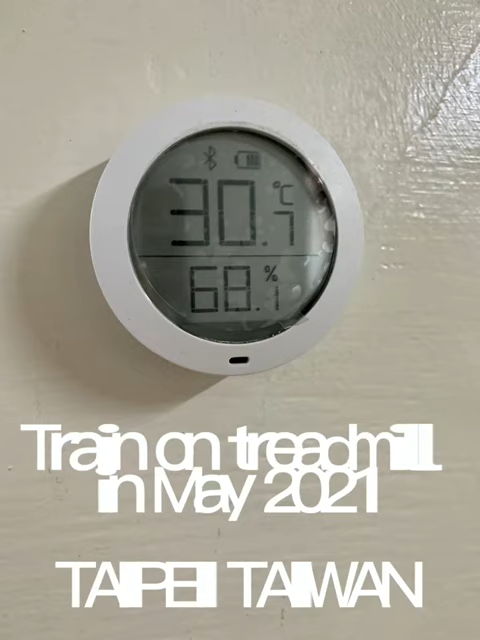 30.7 °C
68.1 %
Train on treadmill
in May 2021
TAIPEI TAIWAN